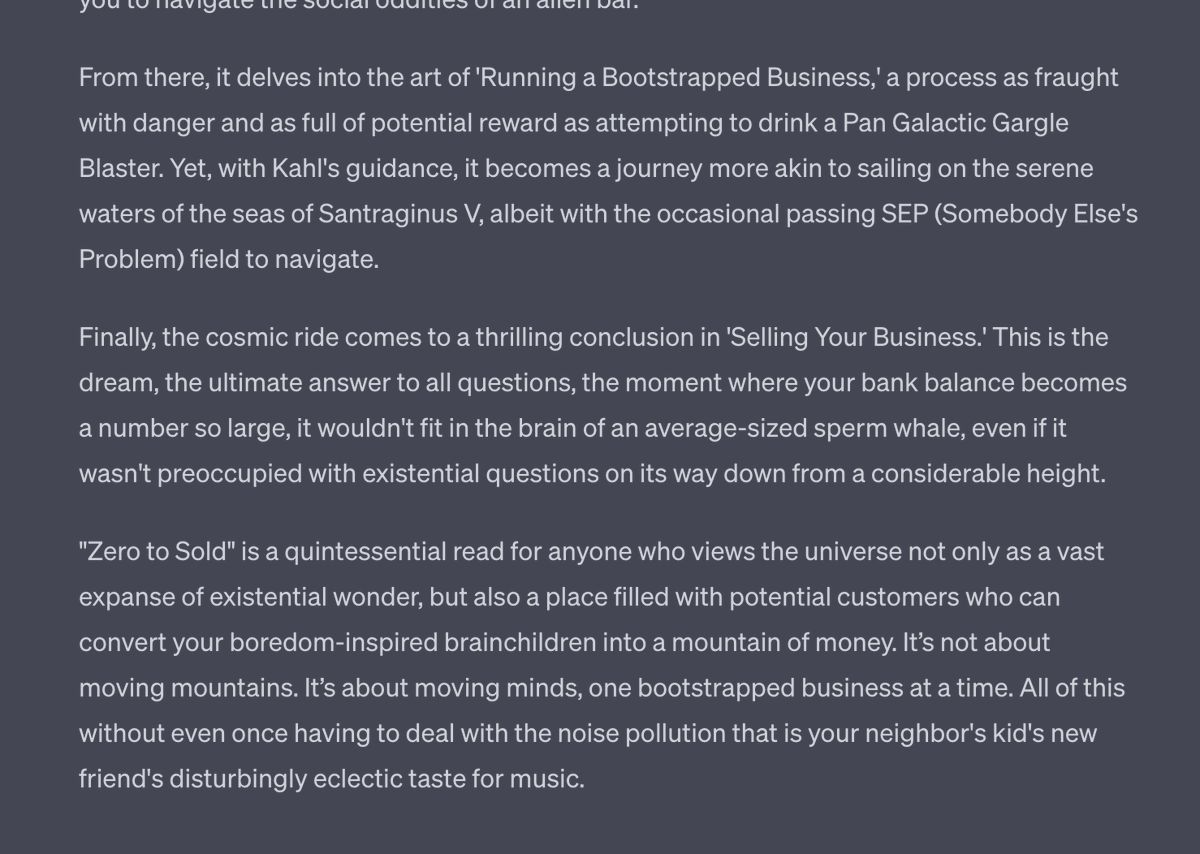 you to navigate the social oddities of an alien bar.
From there, it delves into the art of 'Running a Bootstrapped Business,' a process as fraught
with danger and as full of potential reward as attempting to drink a Pan Galactic Gargle
Blaster. Yet, with Kahl's guidance, it becomes a journey more akin to sailing on the serene
waters of the seas of Santraginus V, albeit with the occasional passing SEP (Somebody Else's
Problem) field to navigate.
Finally, the cosmic ride comes to a thrilling conclusion in 'Selling Your Business.' This is the
dream, the ultimate answer to all questions, the moment where your bank balance becomes
a number so large, it wouldn't fit in the brain of an average-sized sperm whale, even if it
wasn't preoccupied with existential questions on its way down from a considerable height.
"Zero to Sold" is a quintessential read for anyone who views the universe not only as a vast
expanse of existential wonder, but also a place filled with potential customers who can
convert your boredom-inspired brainchildren into a mountain of money. It’s not about
moving mountains. It’s about moving minds, one bootstrapped business at a time. All of this
without even once having to deal with the noise pollution that is your neighbor's kid's new
friend's disturbingly eclectic taste for music.